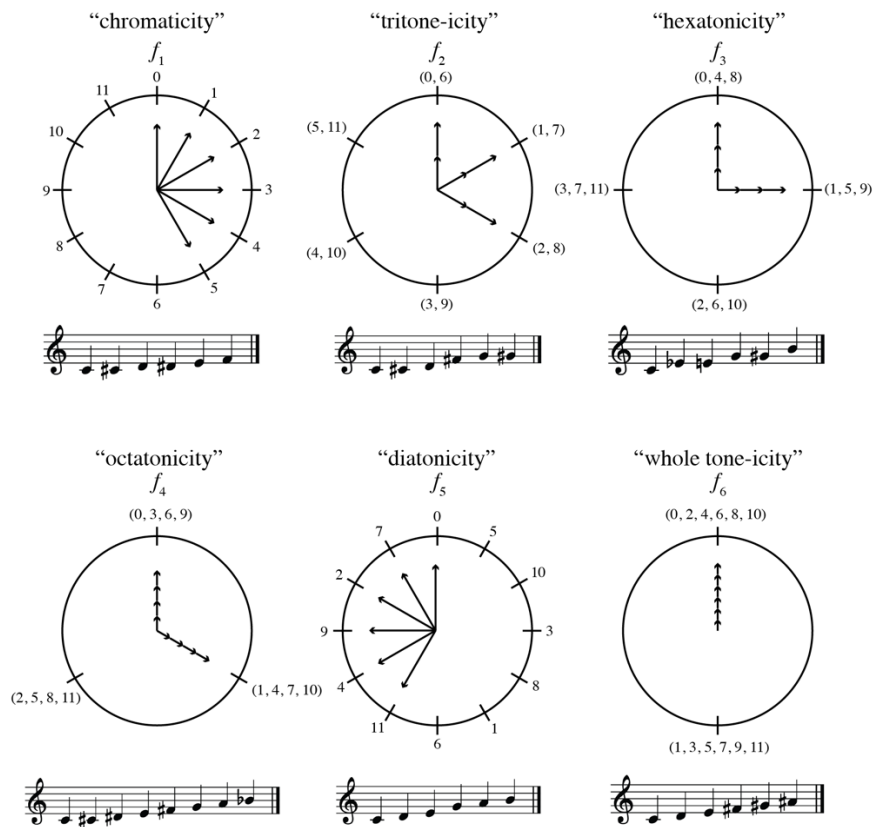 “chromaticity” “tritone-icity” “hexatonicity”
f1 f2 f3
0 (0, 6) (0, 4, 8)
11 1
10 2 (5, 11) (1, 7)
9 3 (3, 7, 11) (1, 5, 9)
8 4 (4, 10) (2, 8)
7 5
6 (3, 9) (2, 6, 10)
“octatonicity” “diatonicity” “whole tone-icity”
f4 f5 f6
(0, 3, 6, 9) 0 (0, 2, 4, 6, 8, 10)
7 5
2 10
9 3
(2, 5, 8, 11) (1, 4, 7, 10) 4 8
11 1
6 (1, 3, 5, 7, 9, 11)